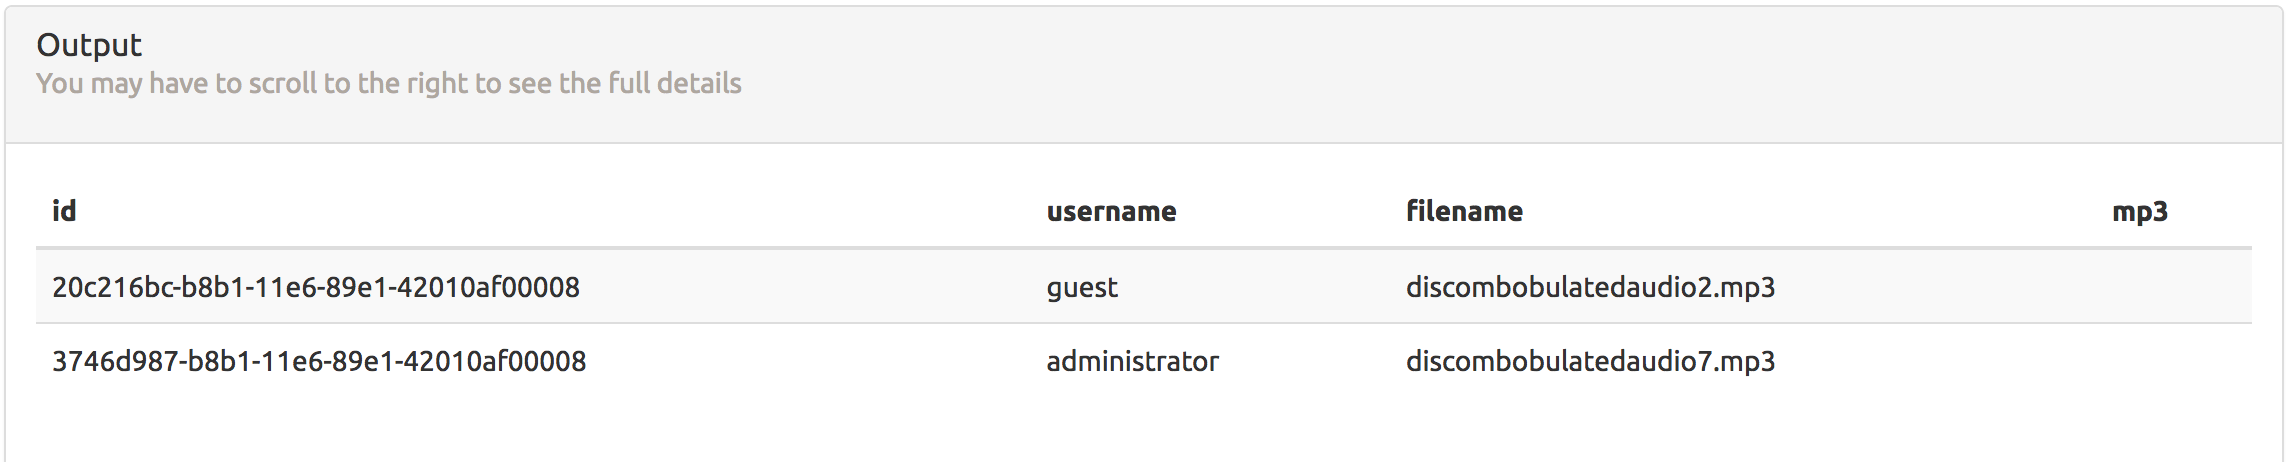 Output
You may have to scroll to the right to see the full details
id username filename mp3
20c216bc-b8b1-11e6-89e1-42010af00008 guest discombobulatedaudio2.mp3
3746d987-b8b1-11e6-89e1-42010af00008 administrator discombobulatedaudio7.mp3